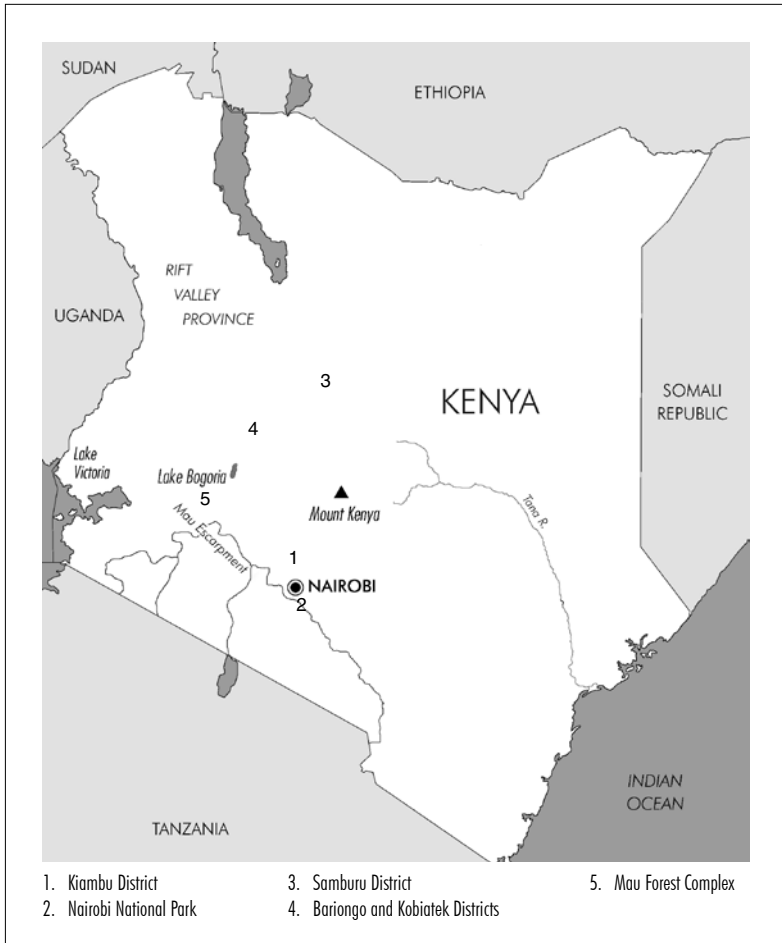 SUDAN
ETHIOPIA
RIFT
VALLEY
PROVINCE
UGANDA
3
KENYA
SOMALI
REPUBLIC
4
Lake
Victoria
Lake Bogoria
5
Mount Kenya
Tana R.
Mau Escarpment
1
NAIROBI
2
INDIAN
OCEAN
TANZANIA
1. Kiambu District
2. Nairobi National Park
3. Samburu District
4. Bariongo and Kobiatek Districts
5. Mau Forest Complex